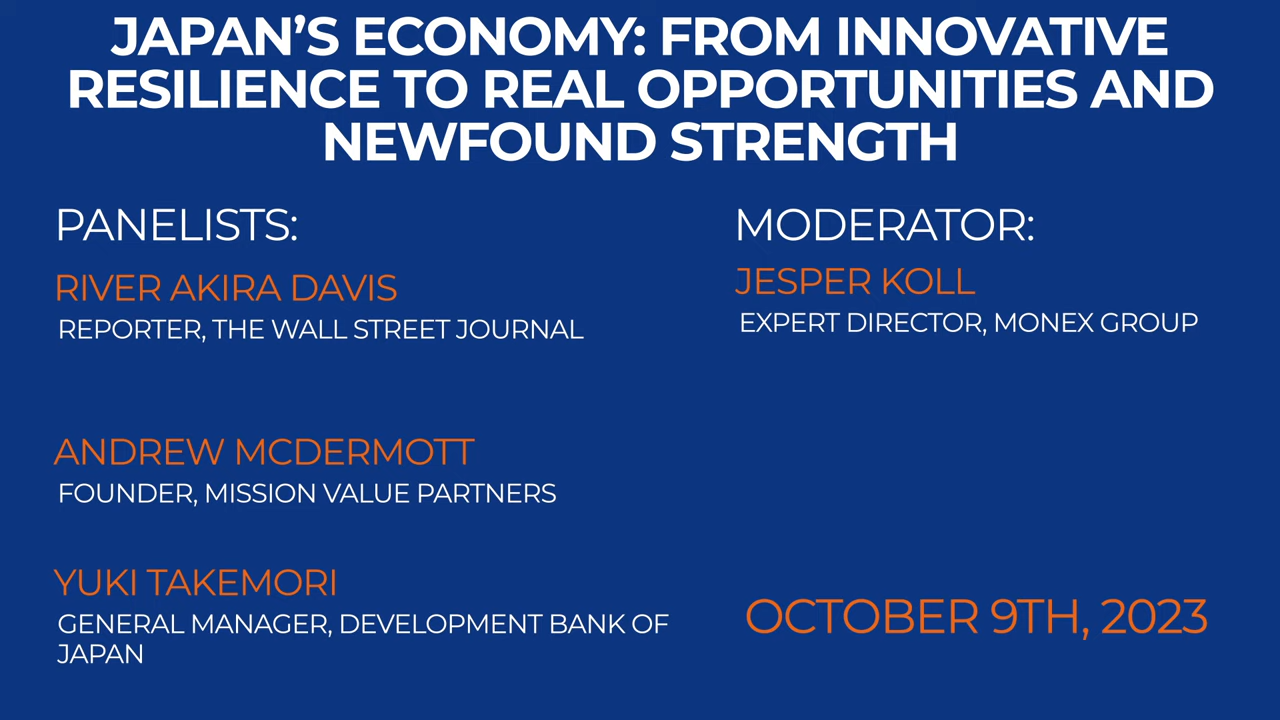 JAPAN’S ECONOMY: FROM INNOVATIVE
RESILIENCE TO REAL OPPORTUNITIES AND
NEWFOUND STRENGTH
PANELISTS:
RIVER AKIRA DAVIS
REPORTER, THE WALL STREET JOURNAL
ANDREW MCDERMOTT
FOUNDER, MISSION VALUE PARTNERS
YUKI TAKEMORI
GENERAL MANAGER, DEVELOPMENT BANK OF
JAPAN
MODERATOR:
JESPER KOLL
EXPERT DIRECTOR, MONEX GROUP
OCTOBER 9TH, 2023